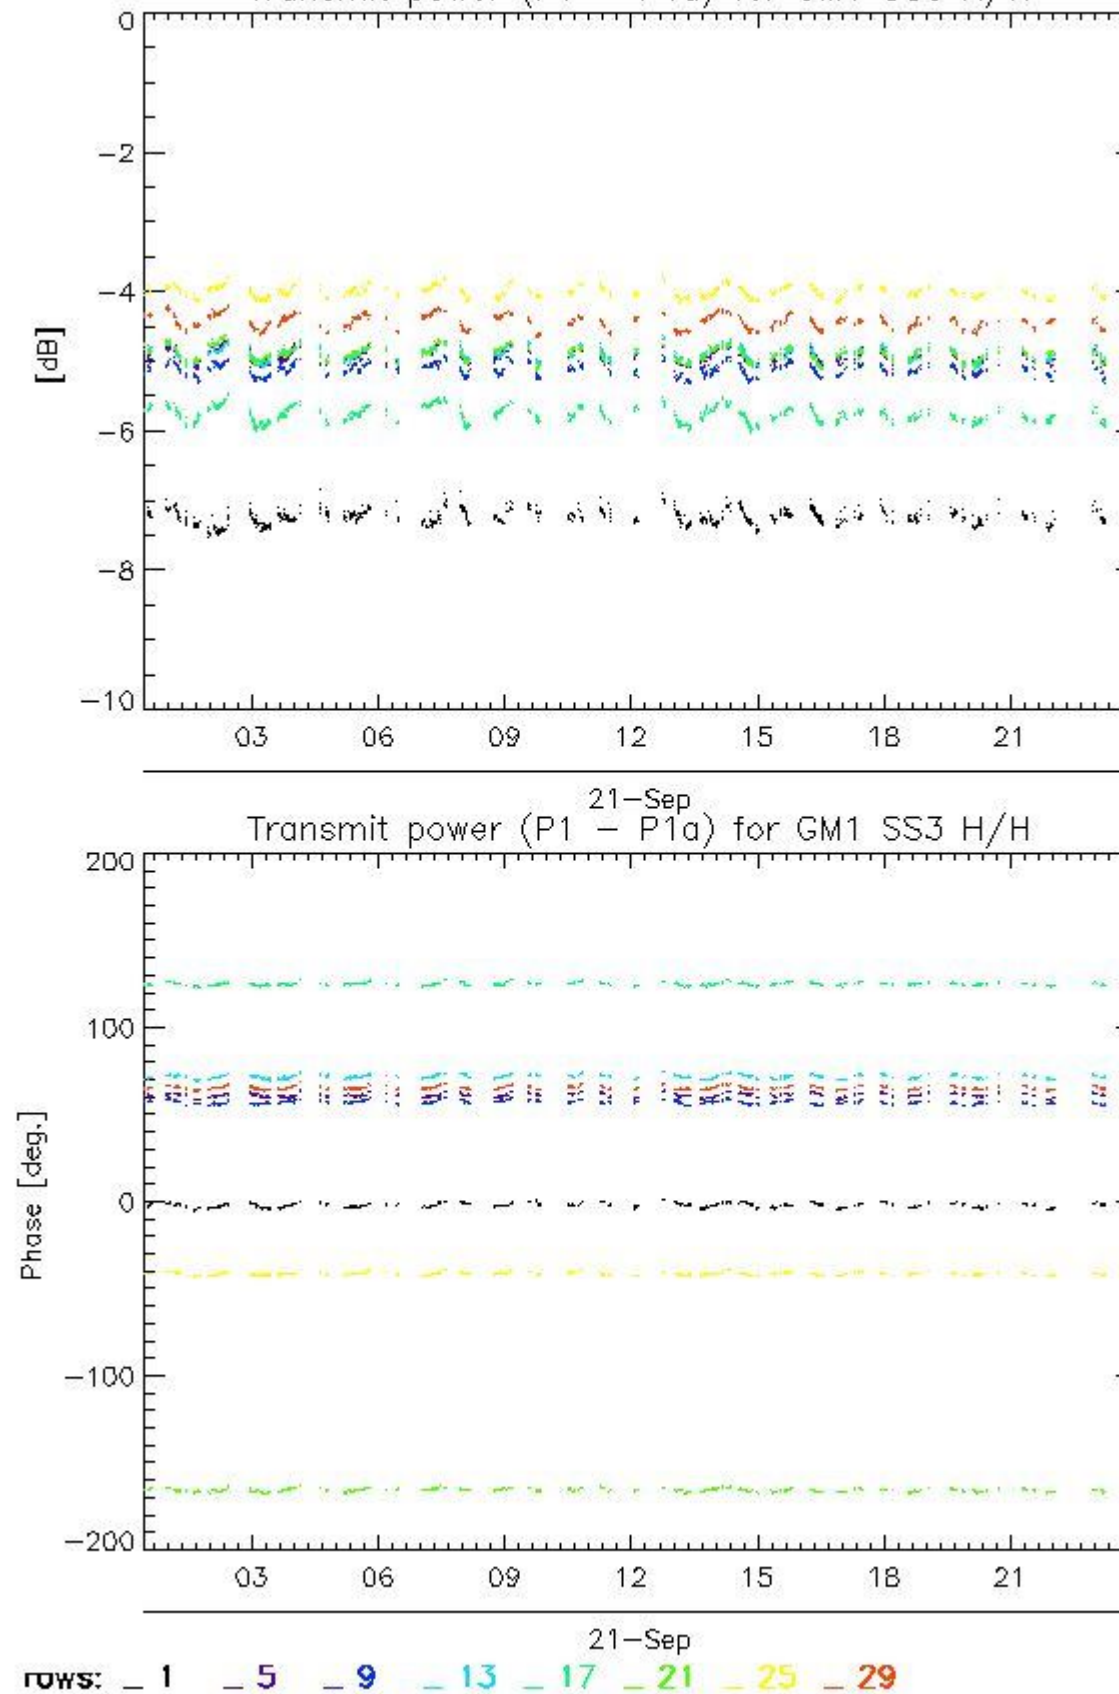 0
-2
-4
[dB]
-6
-8
-10
03 06 09 12 15 18 21
21-Sep
Transmit power (P1 - P1a) for GM1 SS3 H/H
200
100
0
Phase [deg.]
-100
-200
03 06 09 12 15 18 21
21-Sep
rows: _ 1 _ 5 _ 9 _ 13 _ 17 _ 21 _ 25 _ 29